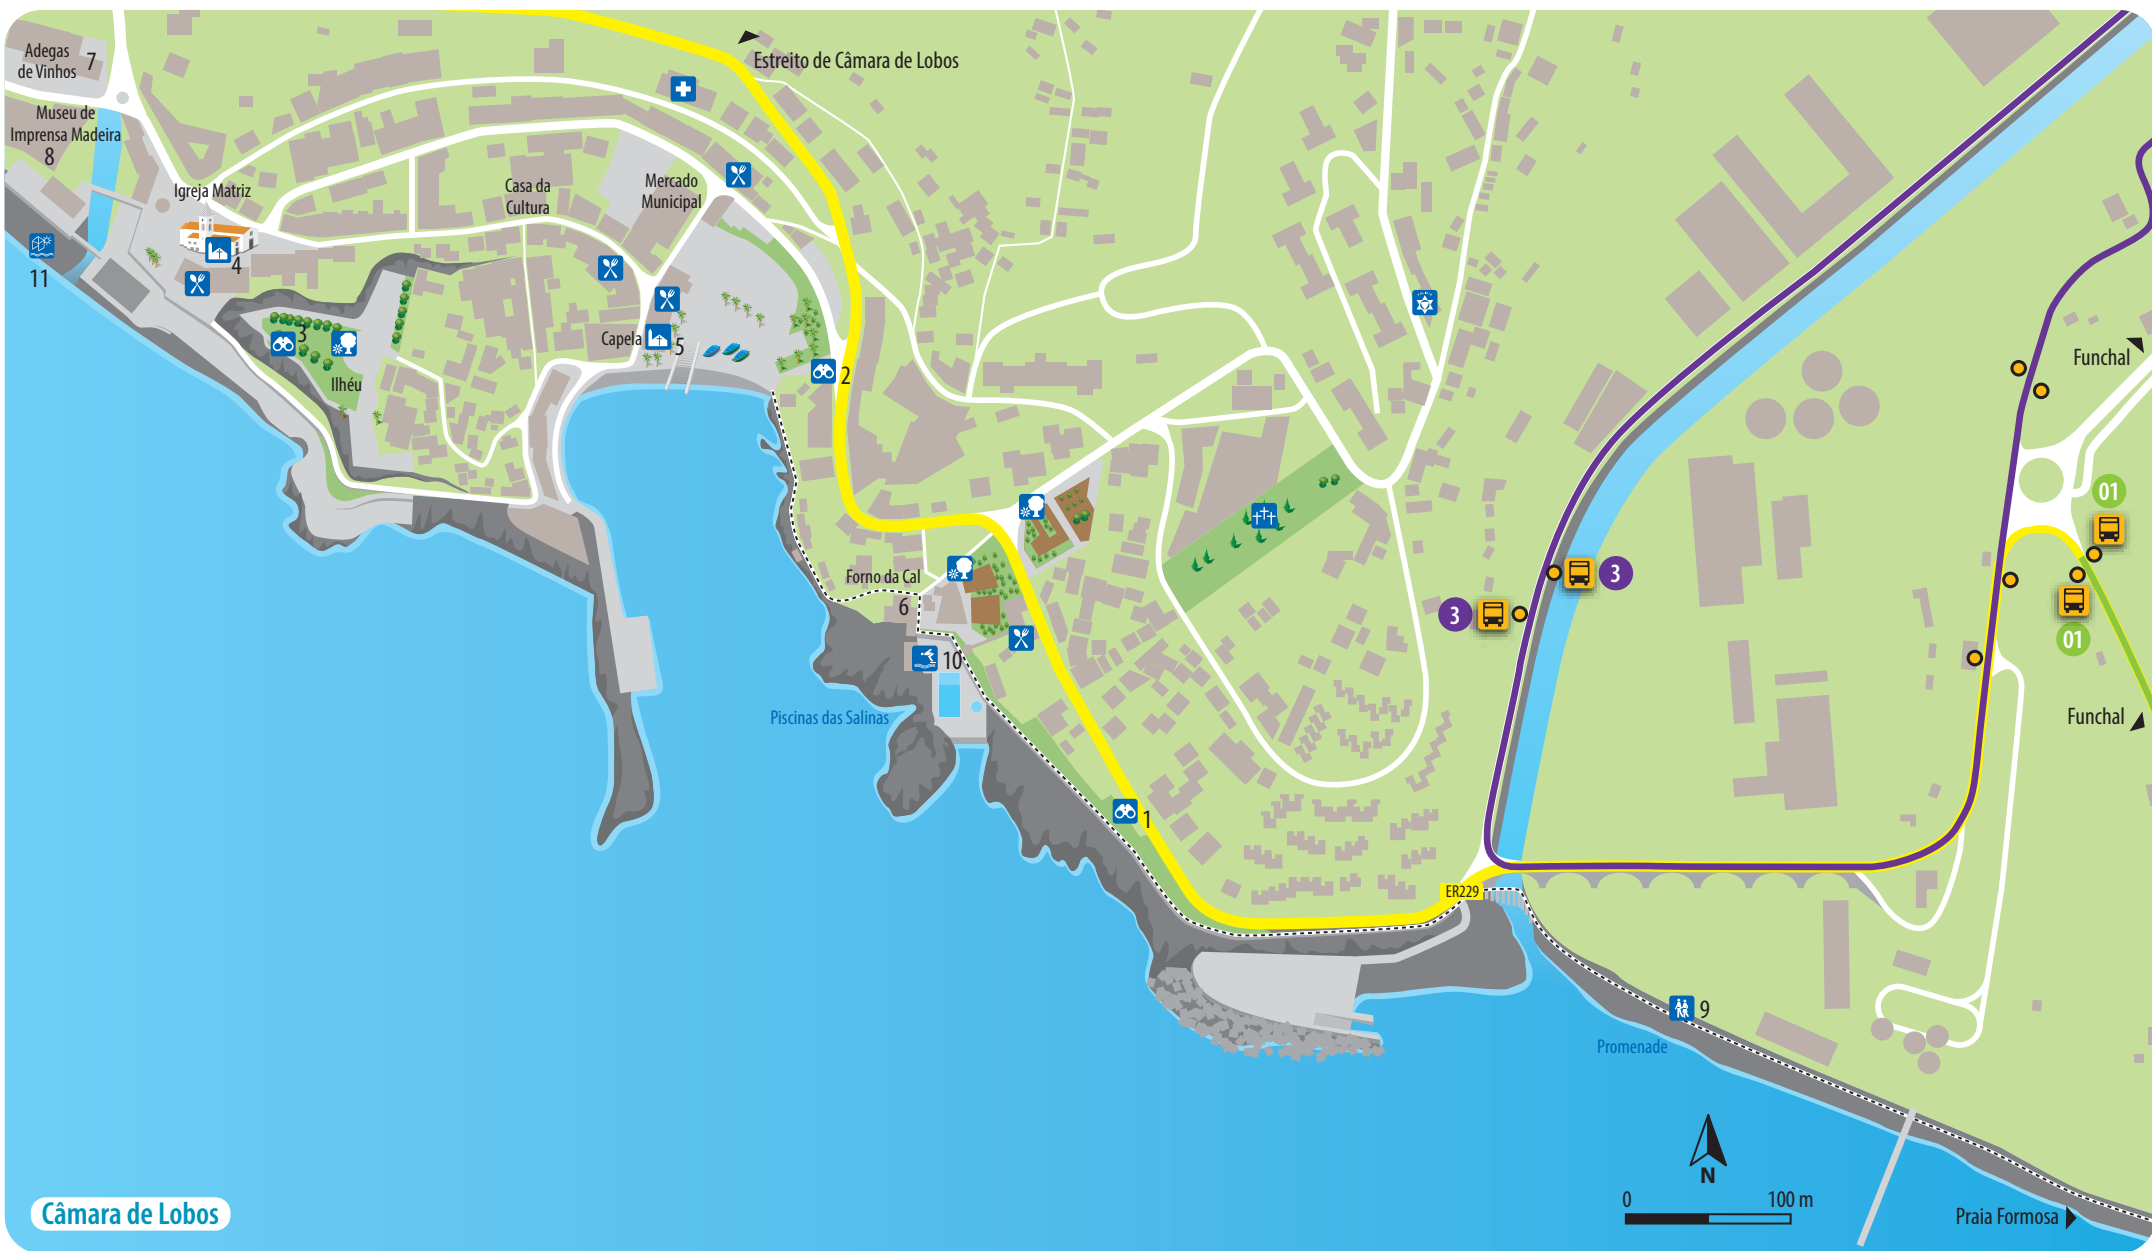 Adegas
de Vinhos
7
Estreito de Câmara de Lobos
Museu de
Imprensa Madeira
8
Igreja Matriz
4
11
Casa da
Cultura
Mercado
Municipal
3
Ilhéu
Capela
5
2
Funchal
01
Forno da Cal
6
3
3
01
10
Piscinas das Salinas
Funchal
1
ER229
9
Promenade
N
0
100 m
Câmara de Lobos
Praia Formosa